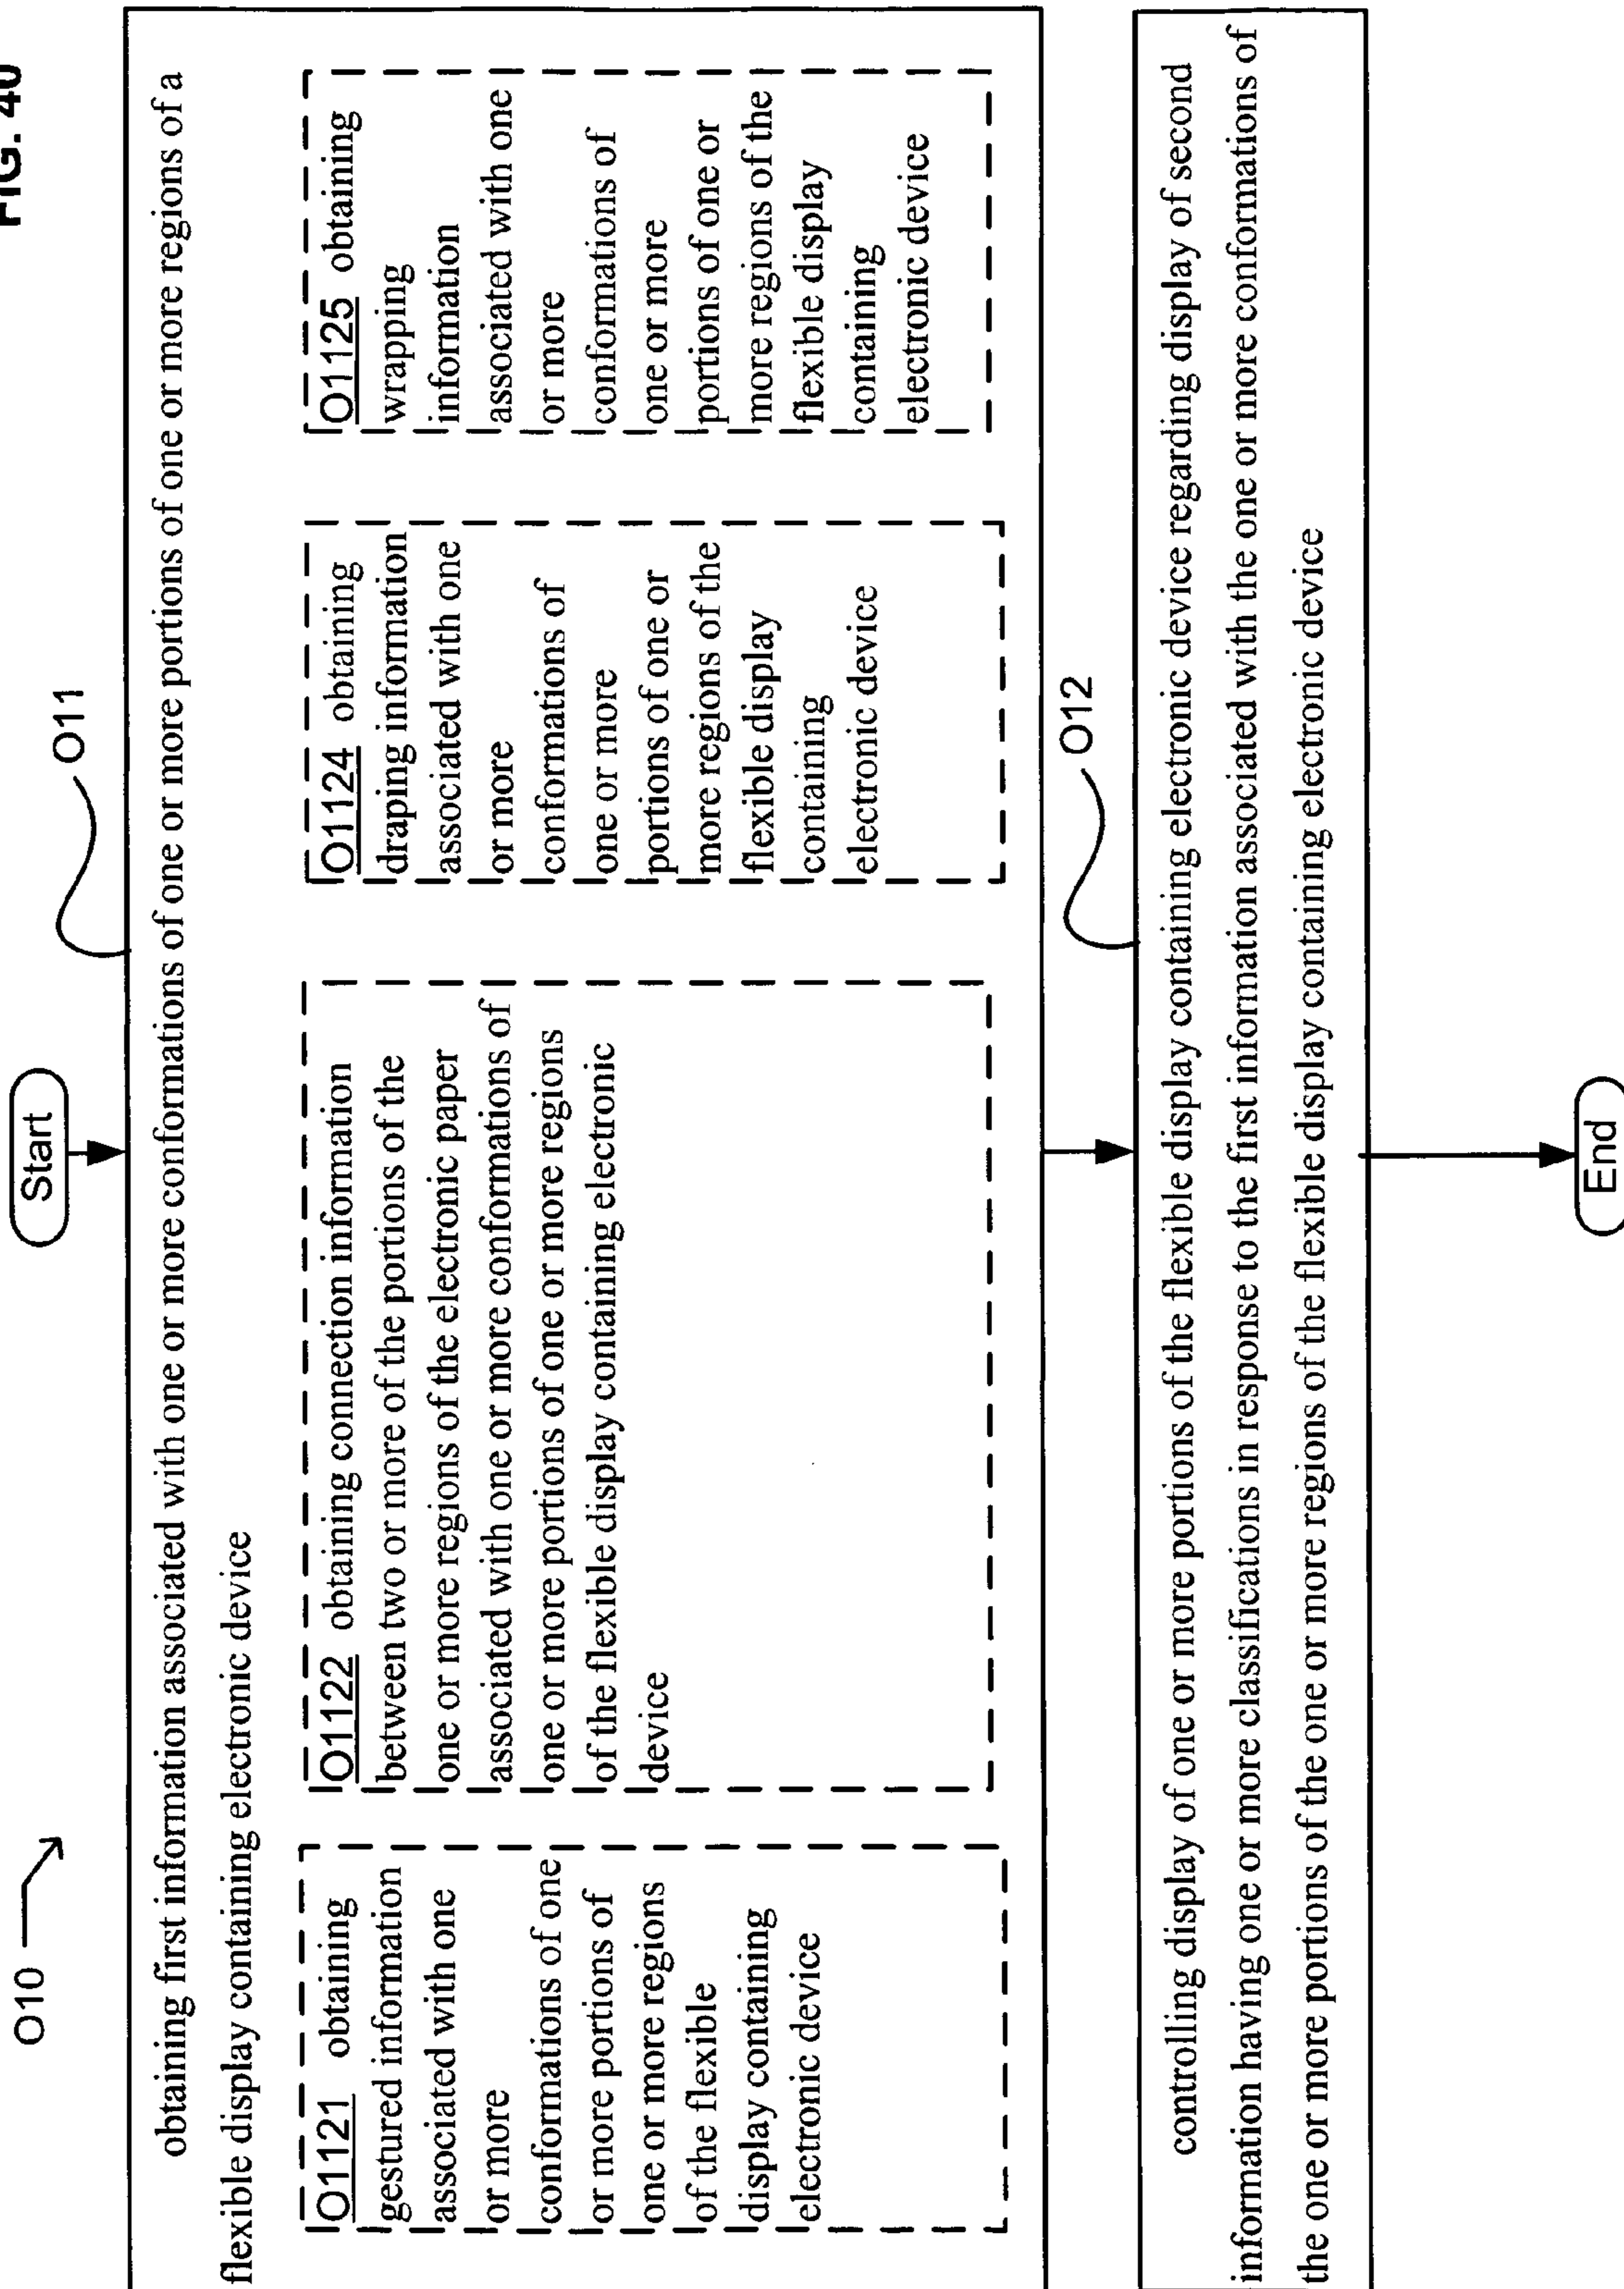 FIG. 40
O10
Start
O11
obtaining first information associated with one or more conformations of one or more portions of one or more regions of a
flexible display containing electronic device
O1121 obtaining
gestured information
associated with one
or more
conformations of one
or more portions of
one or more regions
of the flexible
display containing
electronic device
O1122 obtaining connection information
between two or more of the portions of the
one or more regions of the electronic paper
associated with one or more conformations of
one or more portions of one or more regions
of the flexible display containing electronic
device
O1124 obtaining
draping information
associated with one
or more
conformations of
one or more
portions of one or
more regions of the
flexible display
containing
electronic device
O1125 obtaining
wrapping
information
associated with one
or more
conformations of
one or more
portions of one or
more regions of the
flexible display
containing
electronic device
O12
controlling display of one or more portions of the flexible display containing electronic device regarding display of second
information having one or more classifications in response to the first information associated with the one or more conformations of
the one or more portions of the one or more regions of the flexible display containing electronic device
End